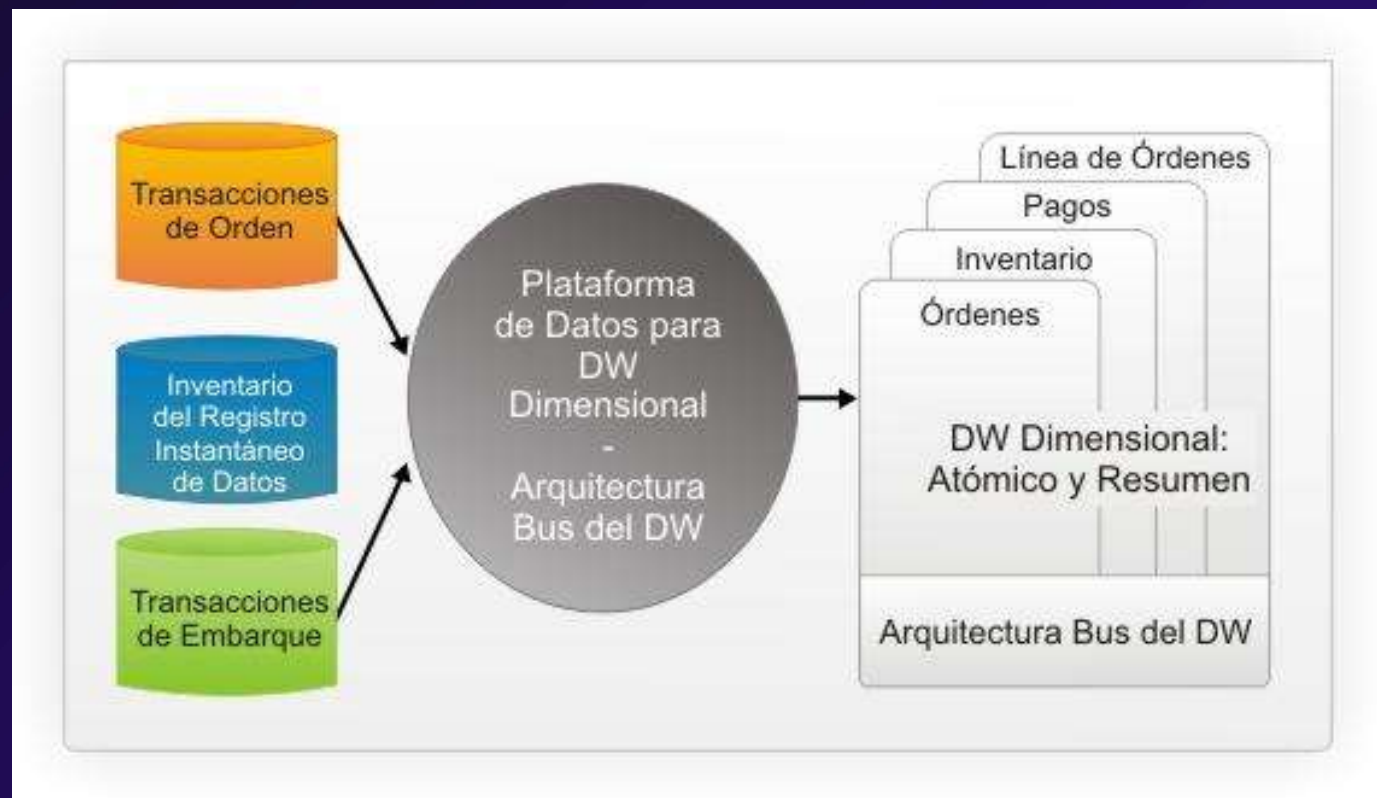 Transacciones
de Orden
Inventario
del Registro
Instantáneo
de Datos
Transacciones
de Embarque
Plataforma
de Datos para
DW
Dimensional
-
Arquitectura
Bus del DW
Línea de Órdenes
Pagos
Inventario
Órdenes
DW Dimensional:
Atómico y Resumen
Arquitectura Bus del DW